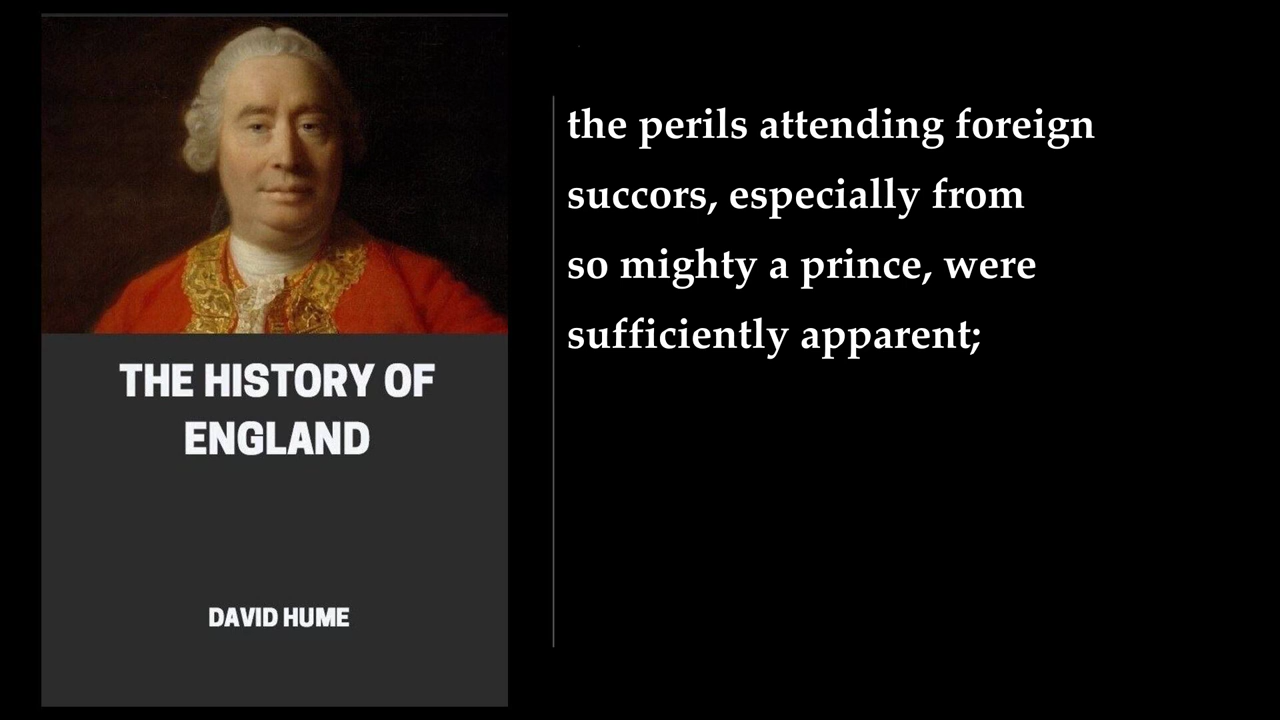 THE HISTORY OF
ENGLAND
DAVID HUME
the perils attending foreign
succors, especially from
so mighty a prince, were
sufficiently apparent;